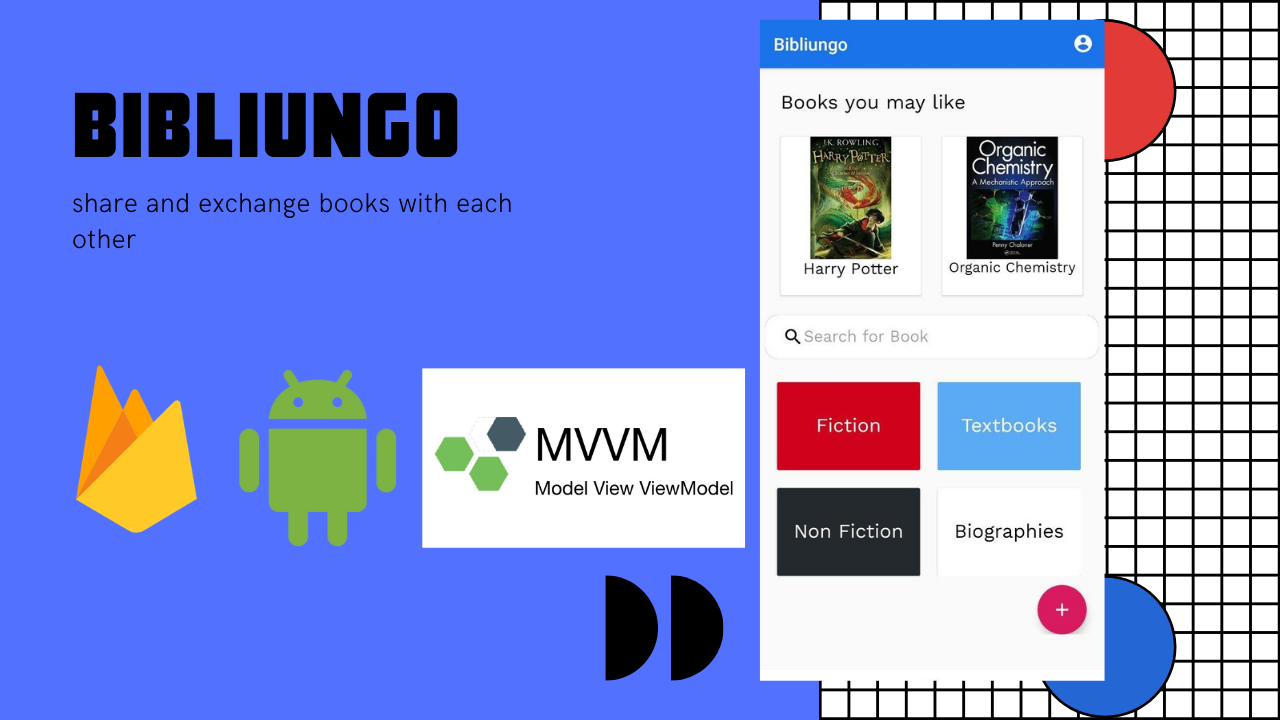 BIBLIUNGO
share and exchange books with each
other
MVVM
Model View ViewModel
Bibliungo
Books you may like
J.K. ROWLING
HARRY POTTER
Harry Potter
Organic
Chemistry
A Mechanistic Approach
Penny Chaloner
Organic Chemistry
Search for Book
Fiction
Textbooks
Non Fiction
Biographies
+